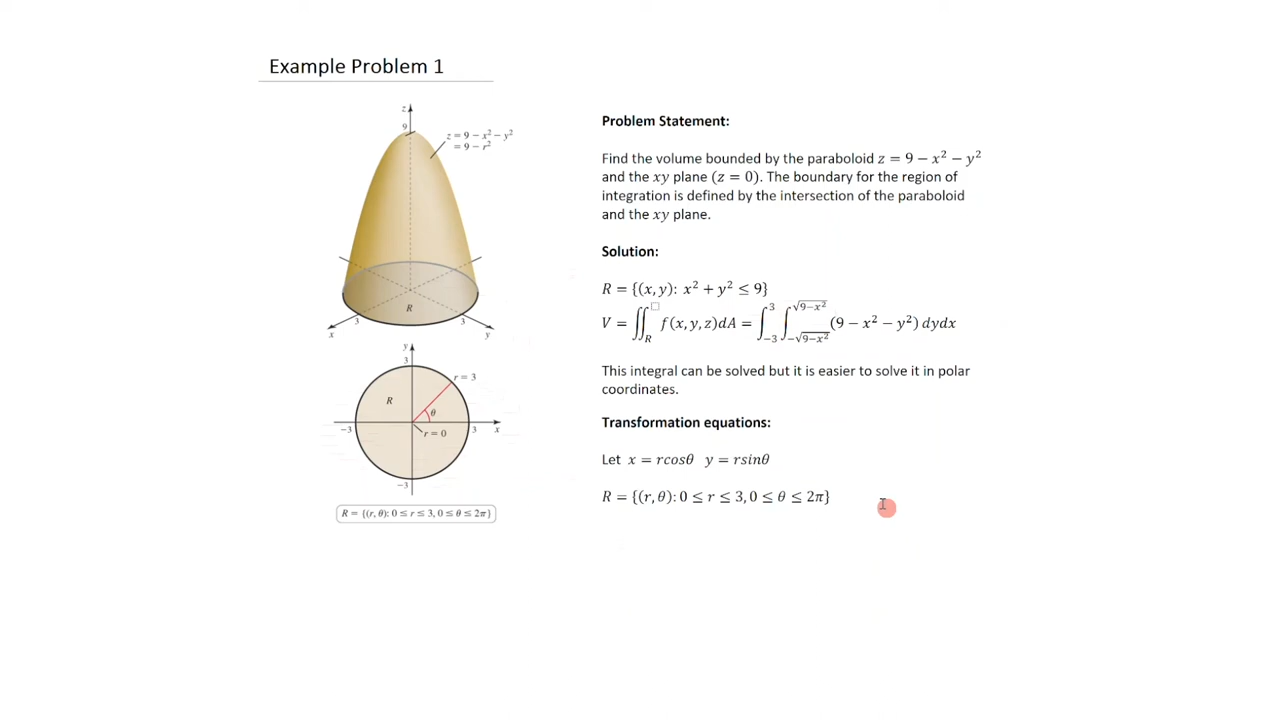 Example Problem 1
z
9
z = 9 − x² − y²
= 9 − r²
R
3
3
x
y
y
3
r = 3
R
θ
−3
r = 0
3
x
−3
R = {(r, θ): 0 ≤ r ≤ 3, 0 ≤ θ ≤ 2π}
Problem Statement:
Find the volume bounded by the paraboloid z = 9 − x² − y²
and the xy plane (z = 0). The boundary for the region of
integration is defined by the intersection of the paraboloid
and the xy plane.
Solution:
R = {(x, y): x² + y² ≤ 9}
V = ∬_R^□ f(x, y, z)dA = ∫_{−3}^{3} ∫_{−√(9−x²)}^{√(9−x²)} (9 − x² − y²) dydx
This integral can be solved but it is easier to solve it in polar
coordinates.
Transformation equations:
Let x = rcosθ y = rsinθ
R = {(r, θ): 0 ≤ r ≤ 3, 0 ≤ θ ≤ 2π}